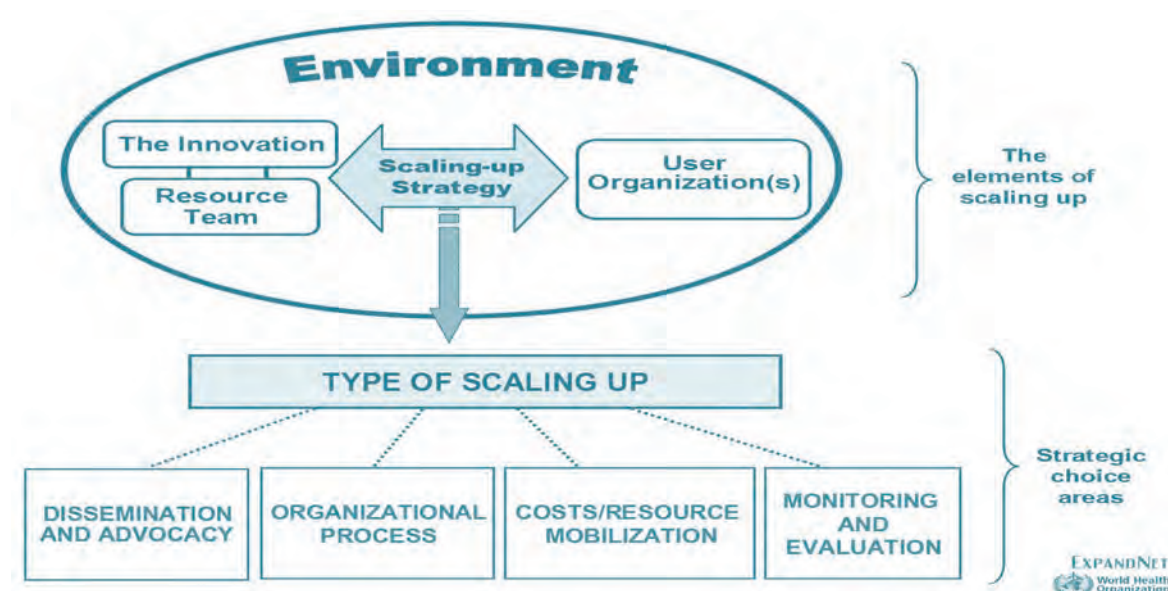 Environment
The Innovation
Resource
Team
Scaling-up
Strategy
User
Organization(s)
The
elements of
scaling up
TYPE OF SCALING UP
DISSEMINATION
AND ADVOCACY
ORGANIZATIONAL
PROCESS
COSTS/RESOURCE
MOBILIZATION
MONITORING
AND
EVALUATION
Strategic
choice
areas
EXPANDNET
World Health
Organization